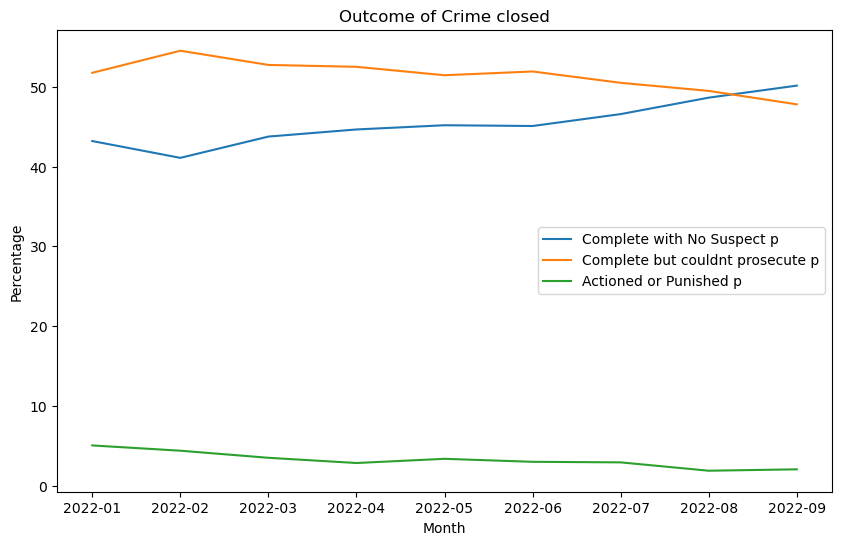 Outcome of Crime closed
Percentage
50
40
30
20
10
0
Complete with No Suspect p
Complete but couldnt prosecute p
Actioned or Punished p
2022-01 2022-02 2022-03 2022-04 2022-05 2022-06 2022-07 2022-08 2022-09
Month